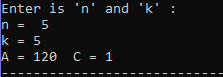 Enter is 'n' and 'k' :
n =  5
k = 5
A = 120  C = 1
--------------------------------